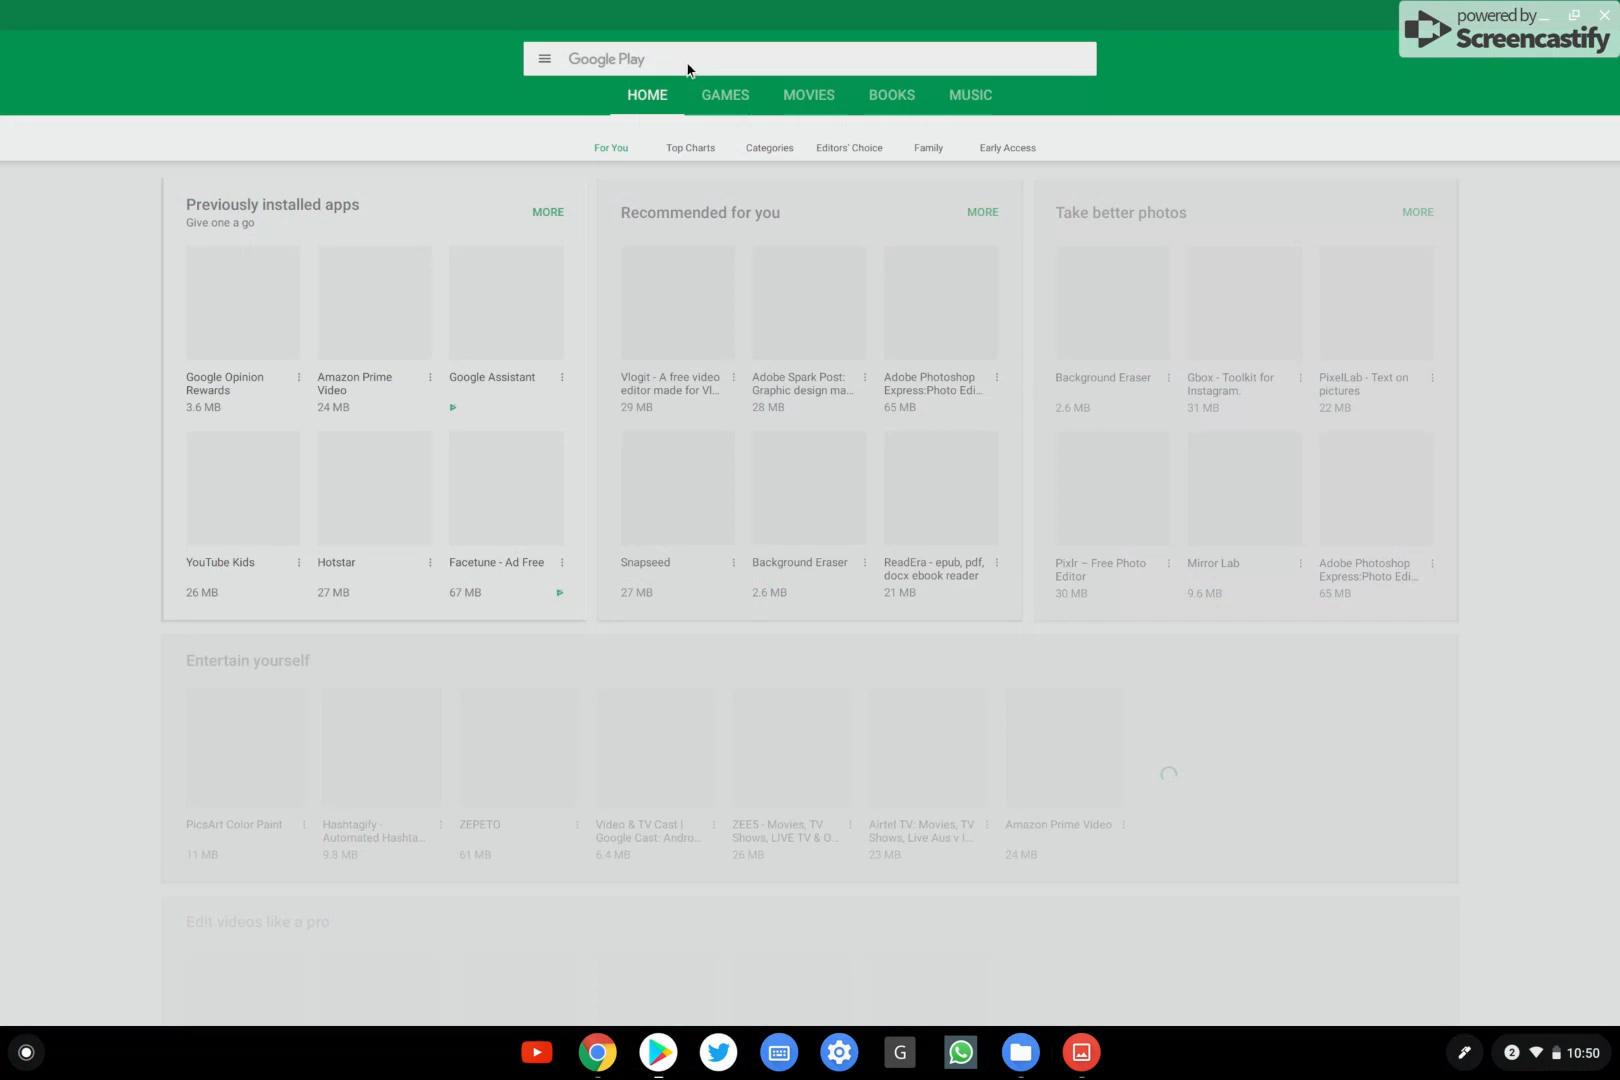 powered by
Screencastify
Google Play
HOME GAMES MOVIES BOOKS MUSIC
For You Top Charts Categories Editors' Choice Family Early Access
Previously installed apps
Give one a go
MORE
Google Opinion
Rewards
3.6 MB
Amazon Prime
Video
24 MB
Google Assistant
YouTube Kids
26 MB
Hotstar
27 MB
Facetune - Ad Free
67 MB
Recommended for you
MORE
Vlogit - A free video
editor made for Vl...
29 MB
Adobe Spark Post:
Graphic design ma...
28 MB
Adobe Photoshop
Express:Photo Edi...
65 MB
Snapseed
27 MB
Background Eraser
2.6 MB
ReadEra - epub, pdf,
docx ebook reader
21 MB
Take better photos
MORE
Background Eraser
2.6 MB
Gbox - Toolkit for
Instagram.
31 MB
PixelLab - Text on
pictures
22 MB
Pixlr – Free Photo
Editor
30 MB
Mirror Lab
9.6 MB
Adobe Photoshop
Express:Photo Edi...
65 MB
Entertain yourself
PicsArt Color Paint
11 MB
Hashtagify -
Automated Hashta...
9.8 MB
ZEPETO
61 MB
Video & TV Cast |
Google Cast: Andro...
6.4 MB
ZEE5 - Movies, TV
Shows, LIVE TV & O...
26 MB
Airtel TV: Movies, TV
Shows, Live Aus v I...
23 MB
Amazon Prime Video
24 MB
Edit videos like a pro
G
2
10:50